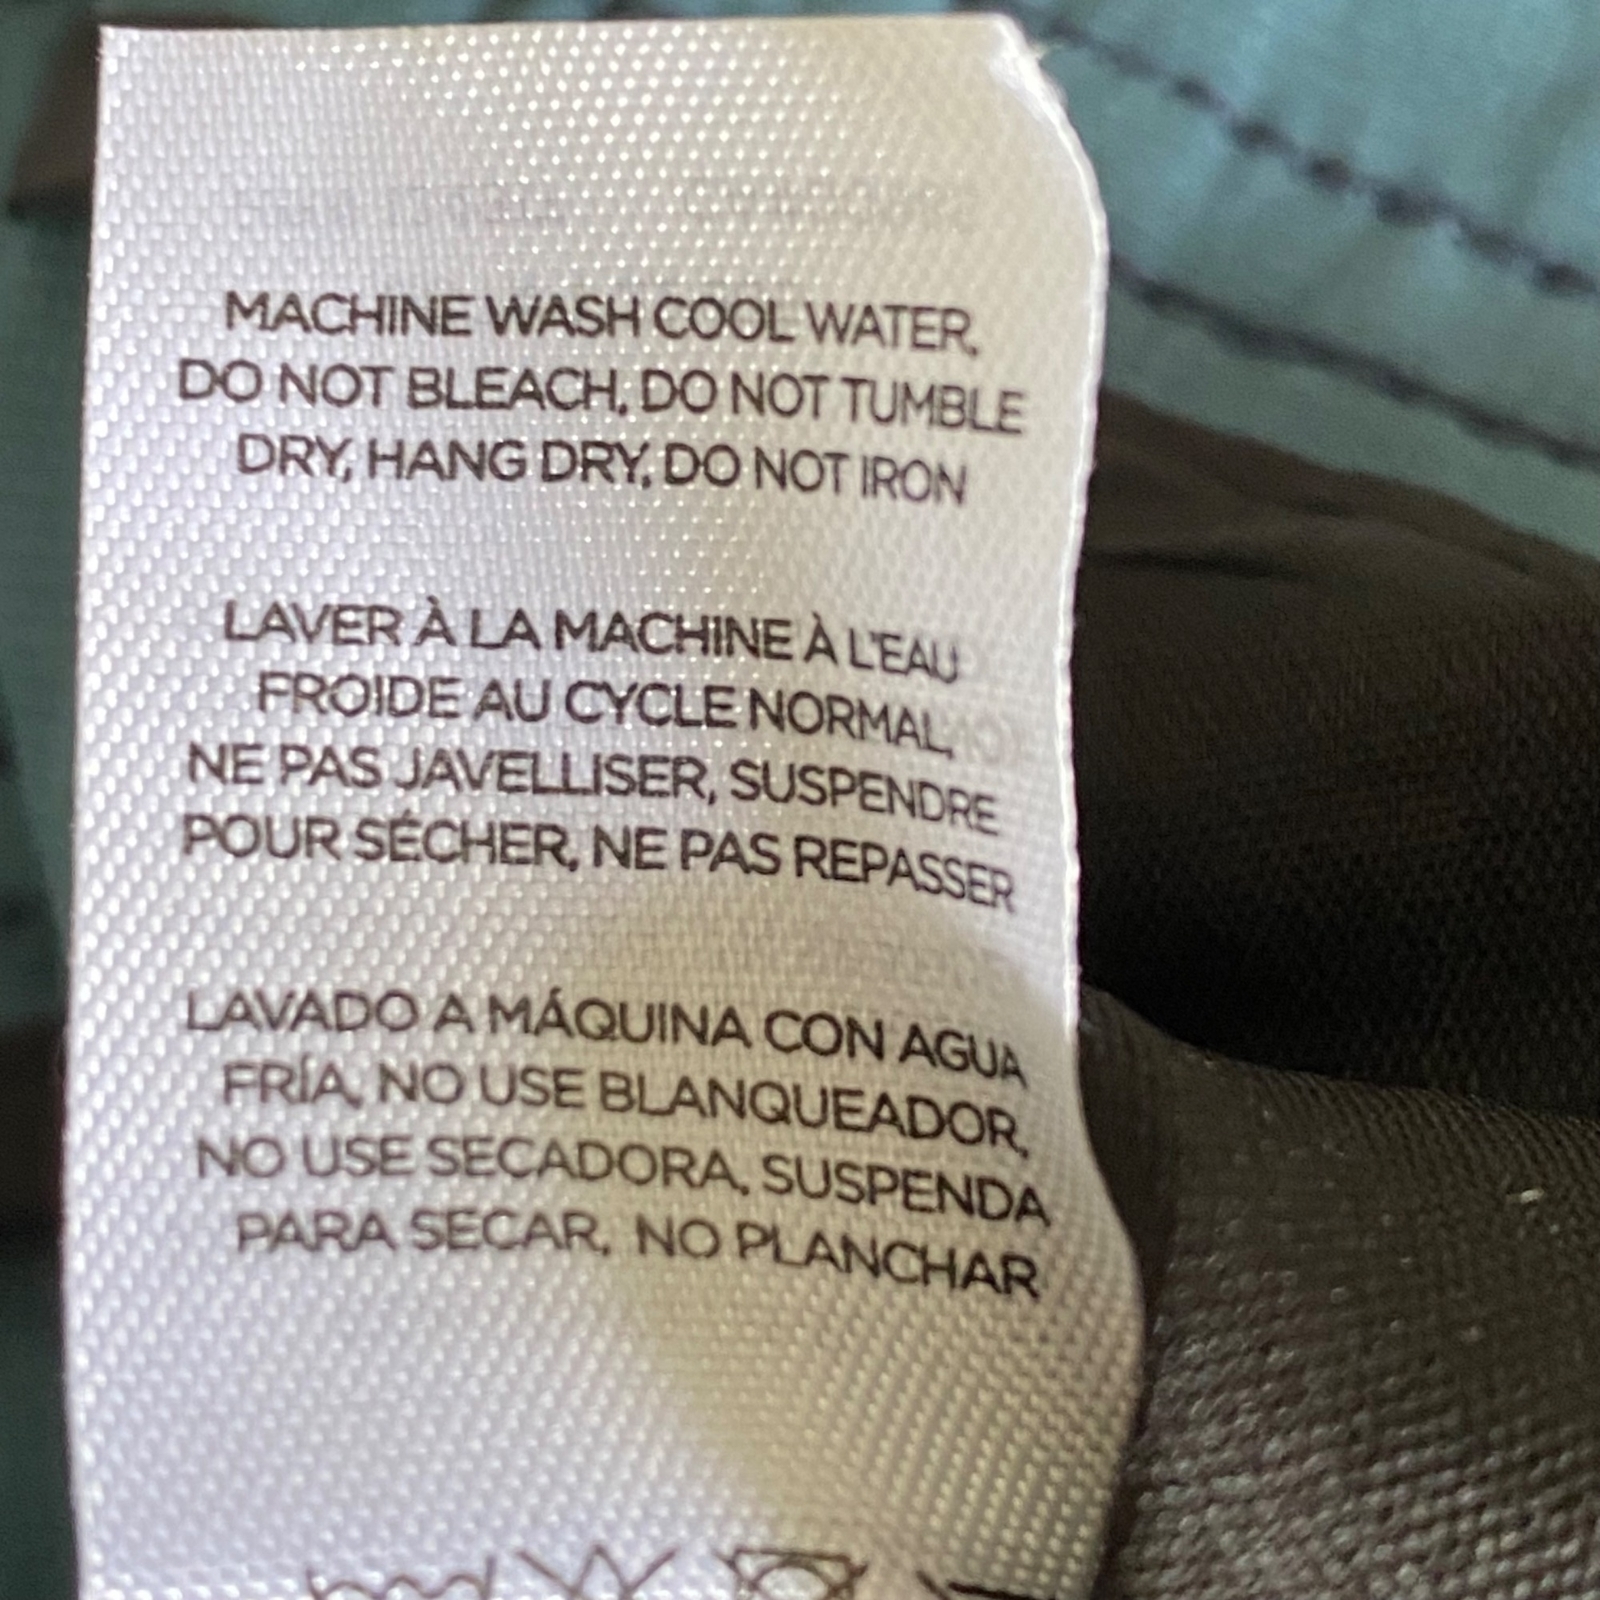 MACHINE WASH COOL WATER,
DO NOT BLEACH, DO NOT TUMBLE
DRY, HANG DRY, DO NOT IRON
LAVER À LA MACHINE À L'EAU
FROIDE AU CYCLE NORMAL,
NE PAS JAVELLISER, SUSPENDRE
POUR SÉCHER, NE PAS REPASSER
LAVADO A MÁQUINA CON AGUA
FRÍA, NO USE BLANQUEADOR,
NO USE SECADORA, SUSPENDA
PARA SECAR, NO PLANCHAR